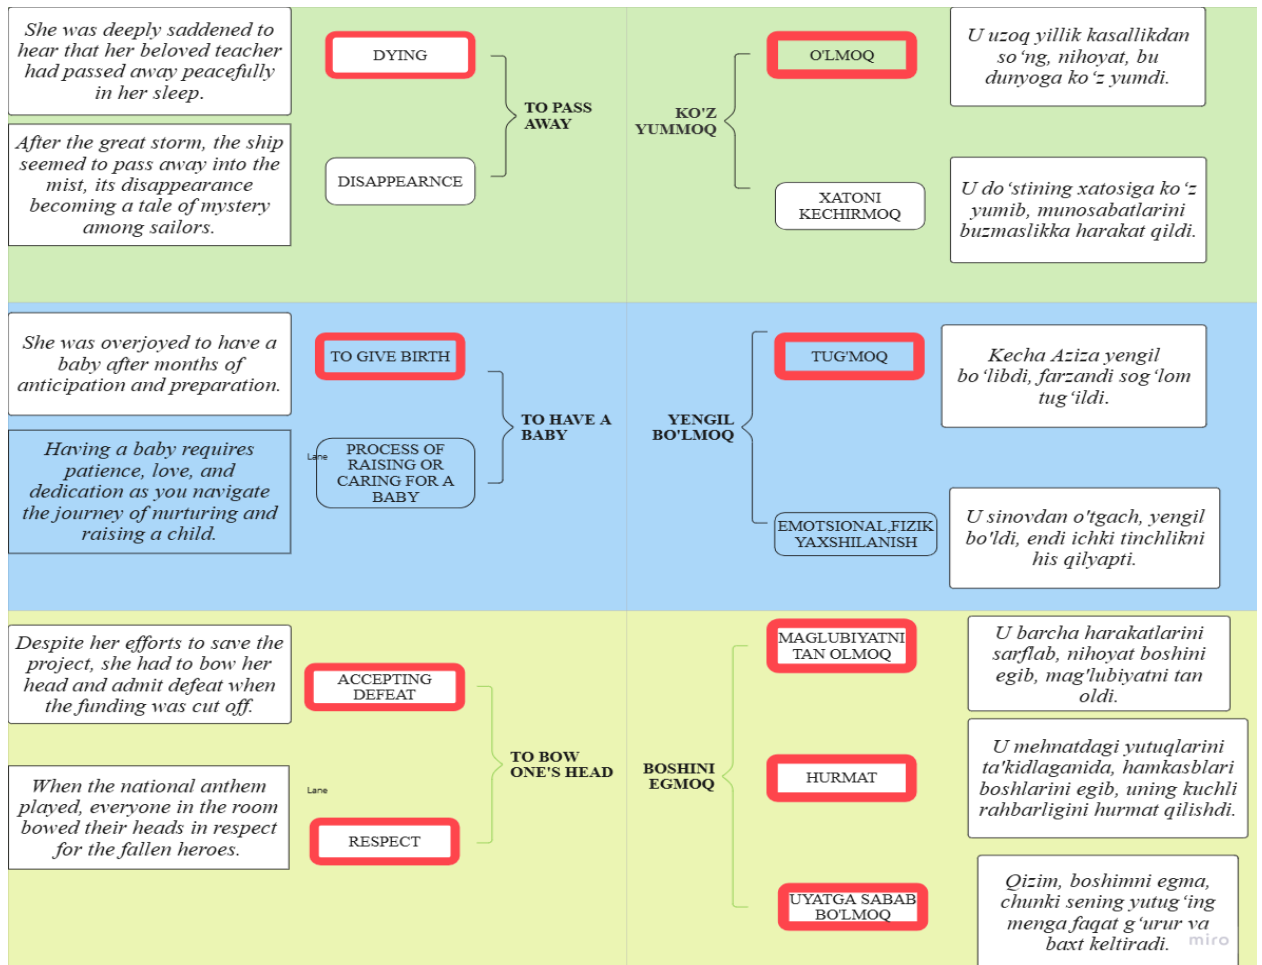 She was deeply saddened to
hear that her beloved teacher
had passed away peacefully
in her sleep.
DYING
After the great storm, the ship
seemed to pass away into the
mist, its disappearance
becoming a tale of mystery
among sailors.
DISAPPEARNCE
TO PASS
AWAY
KO'Z
YUMMOQ
O'LMOQ
U uzoq yillik kasallikdan
so‘ng, nihoyat, bu
dunyoga ko‘z yumdi.
XATONI
KECHIRMOQ
U do‘stining xatosiga ko‘z
yumib, munosabatlarini
buzmaslikka harakat qildi.
She was overjoyed to have a
baby after months of
anticipation and preparation.
TO GIVE BIRTH
Having a baby requires
patience, love, and
dedication as you navigate
the journey of nurturing and
raising a child.
Lane
PROCESS OF
RAISING OR
CARING FOR A
BABY
TO HAVE A
BABY
YENGIL
BO'LMOQ
TUG'MOQ
Kecha Aziza yengil
bo‘libdi, farzandi sog‘lom
tug‘ildi.
EMOTSIONAL,FIZIK
YAXSHILANISH
U sinovdan o'tgach, yengil
bo'ldi, endi ichki tinchlikni
his qilyapti.
Despite her efforts to save the
project, she had to bow her
head and admit defeat when
the funding was cut off.
ACCEPTING
DEFEAT
When the national anthem
played, everyone in the room
bowed their heads in respect
for the fallen heroes.
Lane
RESPECT
TO BOW
ONE'S HEAD
BOSHINI
EGMOQ
MAGLUBIYATNI
TAN OLMOQ
U barcha harakatlarini
sarflab, nihoyat boshini
egib, mag'lubiyatni tan
oldi.
HURMAT
U mehnatdagi yutuqlarini
ta'kidlaganida, hamkasblari
boshlarini egib, uning kuchli
rahbarligini hurmat qilishdi.
UYATGA SABAB
BO'LMOQ
Qizim, boshimni egma,
chunki sening yutug‘ing
menga faqat g‘urur va
baxt keltiradi.
miro